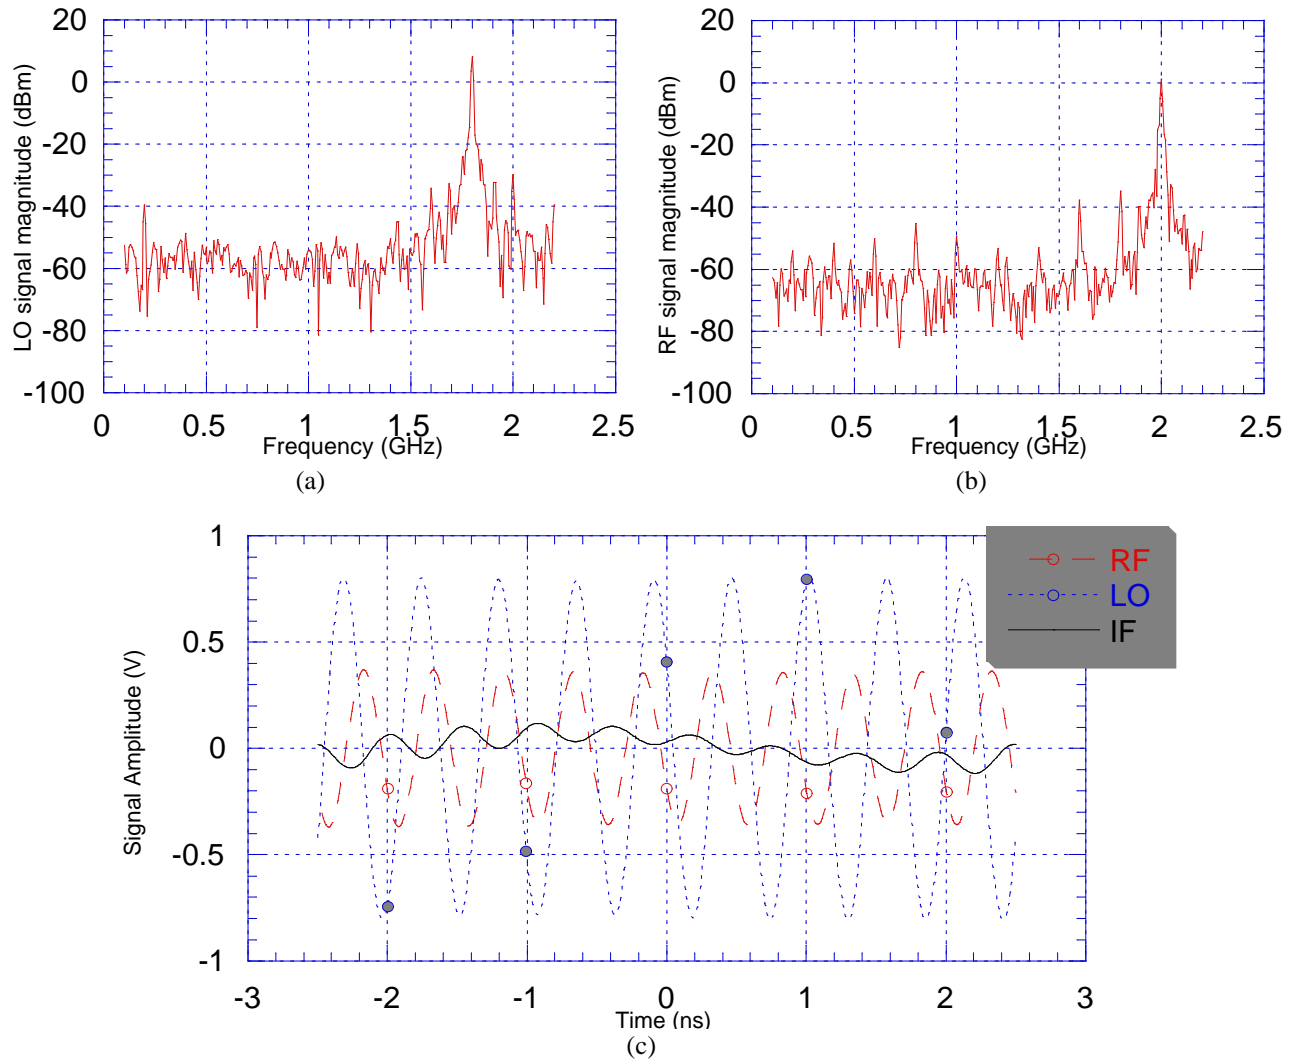 20
0
-20
-40
-60
-80
-100
LO signal magnitude (dBm)
0 0.5 1 1.5 2 2.5
Frequency (GHz)
(a)
20
0
-20
-40
-60
-80
-100
RF signal magnitude (dBm)
0 0.5 1 1.5 2 2.5
Frequency (GHz)
(b)
1
0.5
0
-0.5
-1
Signal Amplitude (V)
RF
LO
IF
-3 -2 -1 0 1 2 3
Time (ns)
(c)